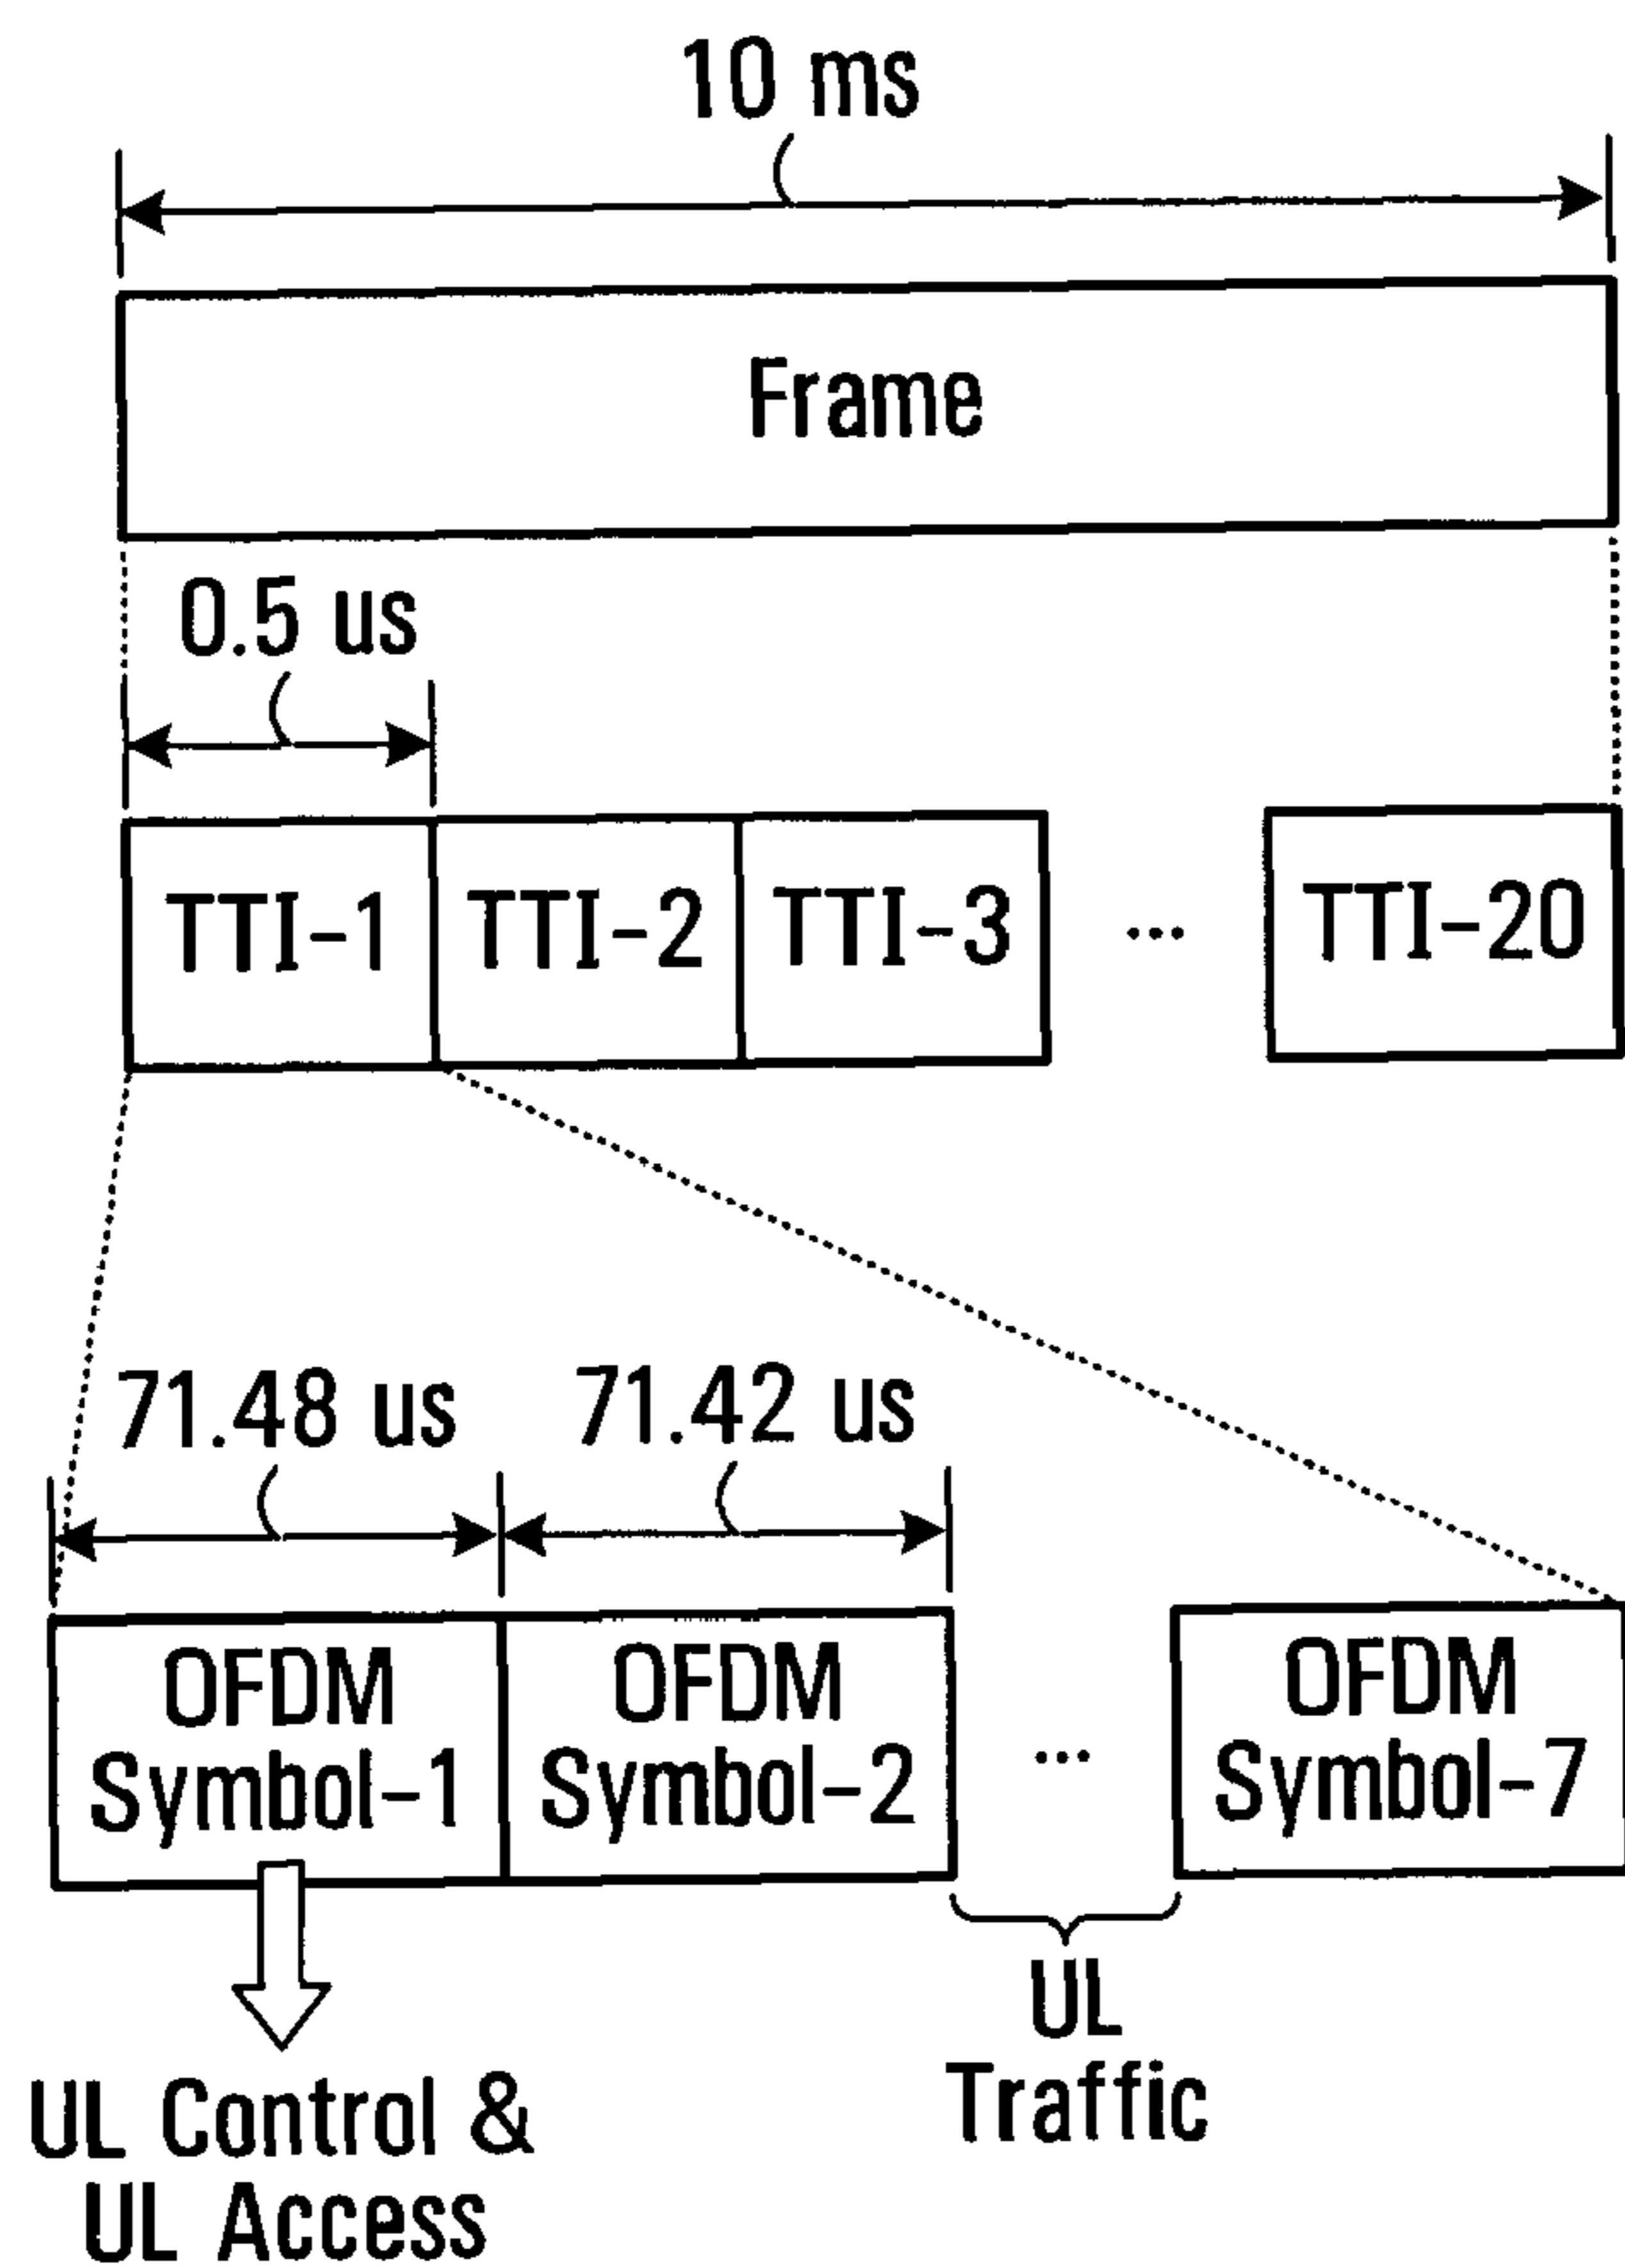 10 ms
Frame
0.5 us
TTI-1 TTI-2 TTI-3 ... TTI-20
71.48 us 71.42 us
OFDM Symbol-1
OFDM Symbol-2
...
OFDM Symbol-7
UL Control &
UL Access
UL
Traffic